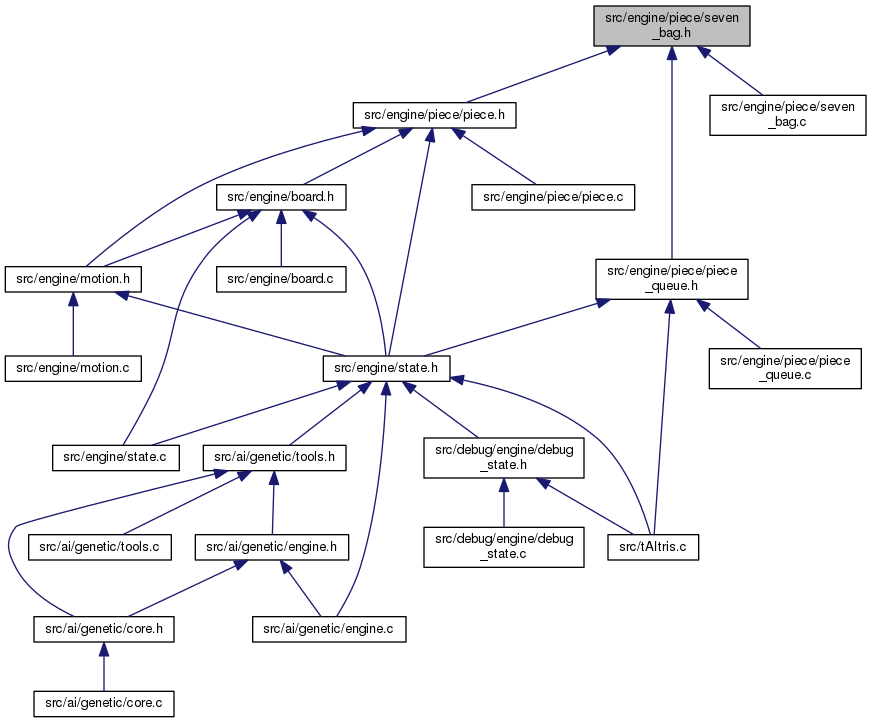 src/engine/piece/seven
_bag.h
src/engine/piece/piece.h
src/engine/piece/seven
_bag.c
src/engine/board.h
src/engine/piece/piece.c
src/engine/motion.h
src/engine/board.c
src/engine/piece/piece
_queue.h
src/engine/motion.c
src/engine/state.h
src/engine/piece/piece
_queue.c
src/engine/state.c
src/ai/genetic/tools.h
src/debug/engine/debug
_state.h
src/ai/genetic/tools.c
src/ai/genetic/engine.h
src/debug/engine/debug
_state.c
src/tAltris.c
src/ai/genetic/core.h
src/ai/genetic/engine.c
src/ai/genetic/core.c